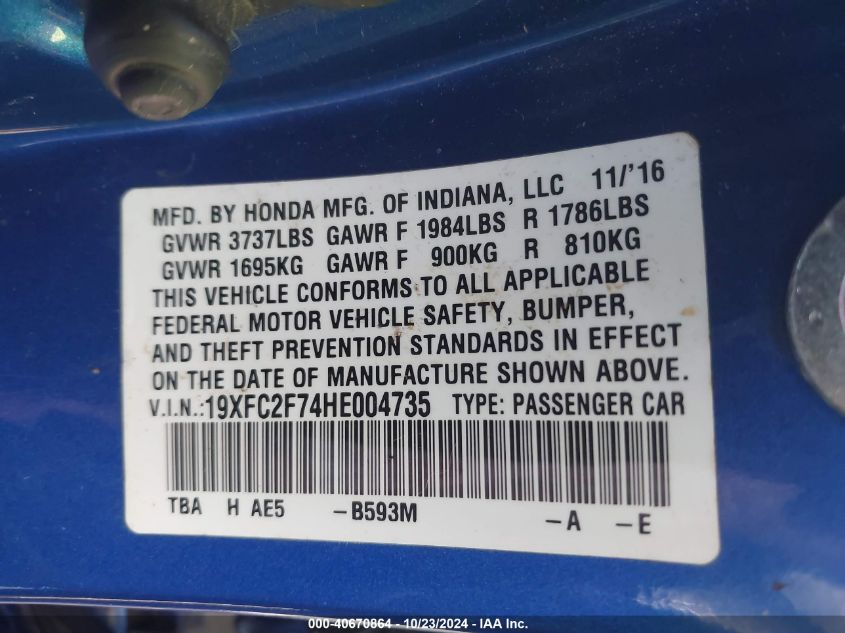 MFD. BY HONDA MFG. OF INDIANA, LLC 11/'16
GVWR 3737LBS GAWR F 1984LBS R 1786LBS
GVWR 1695KG GAWR F 900KG R 810KG
THIS VEHICLE CONFORMS TO ALL APPLICABLE
FEDERAL MOTOR VEHICLE SAFETY, BUMPER,
AND THEFT PREVENTION STANDARDS IN EFFECT
ON THE DATE OF MANUFACTURE SHOWN ABOVE.
V.I.N.:19XFC2F74HE004735 TYPE: PASSENGER CAR
TBA H AE5 -B593M -A -E
000-40670864 - 10/23/2024 - IAA Inc.